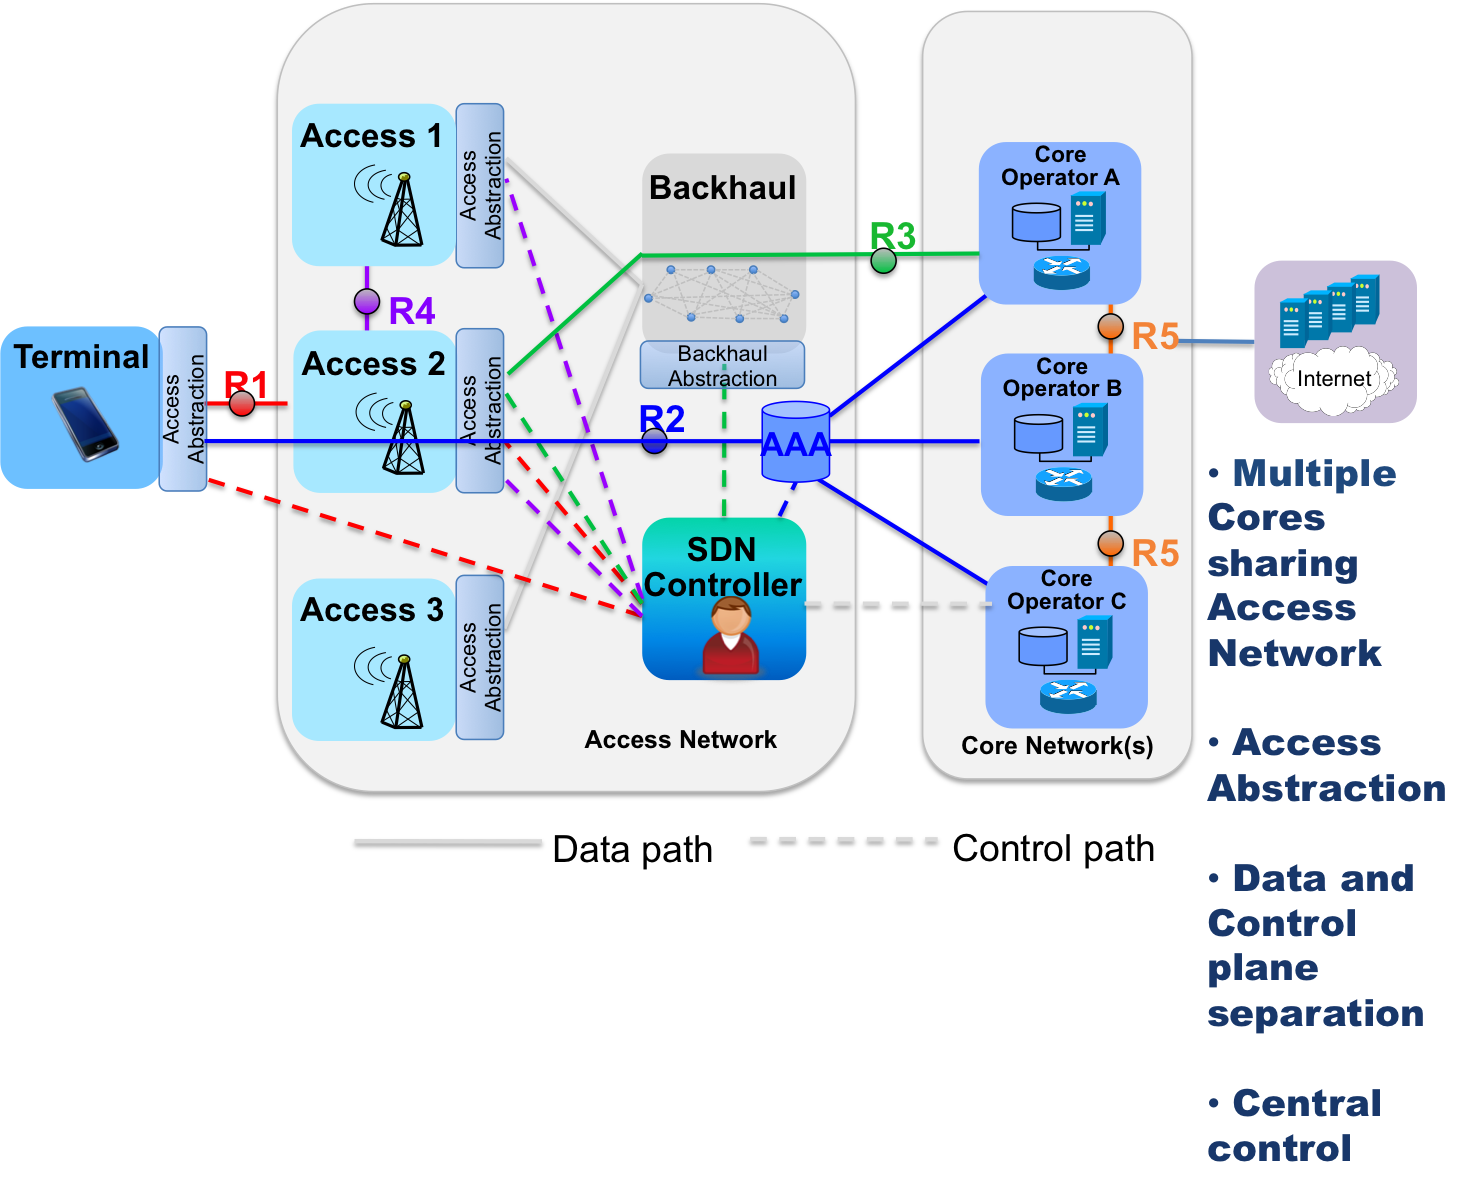 Access 1
Access
Abstraction
Backhaul
Core
Operator A
R3
R4
Terminal
Access
Abstraction
R1
Access 2
Access
Abstraction
Backhaul
Abstraction
R2
AAA
R5
Core
Operator B
Internet
SDN
Controller
R5
Core
Operator C
Access 3
Access
Abstraction
Access Network
Core Network(s)
Data path
Control path
• Multiple
Cores
sharing
Access
Network
• Access
Abstraction
• Data and
Control
plane
separation
• Central
control